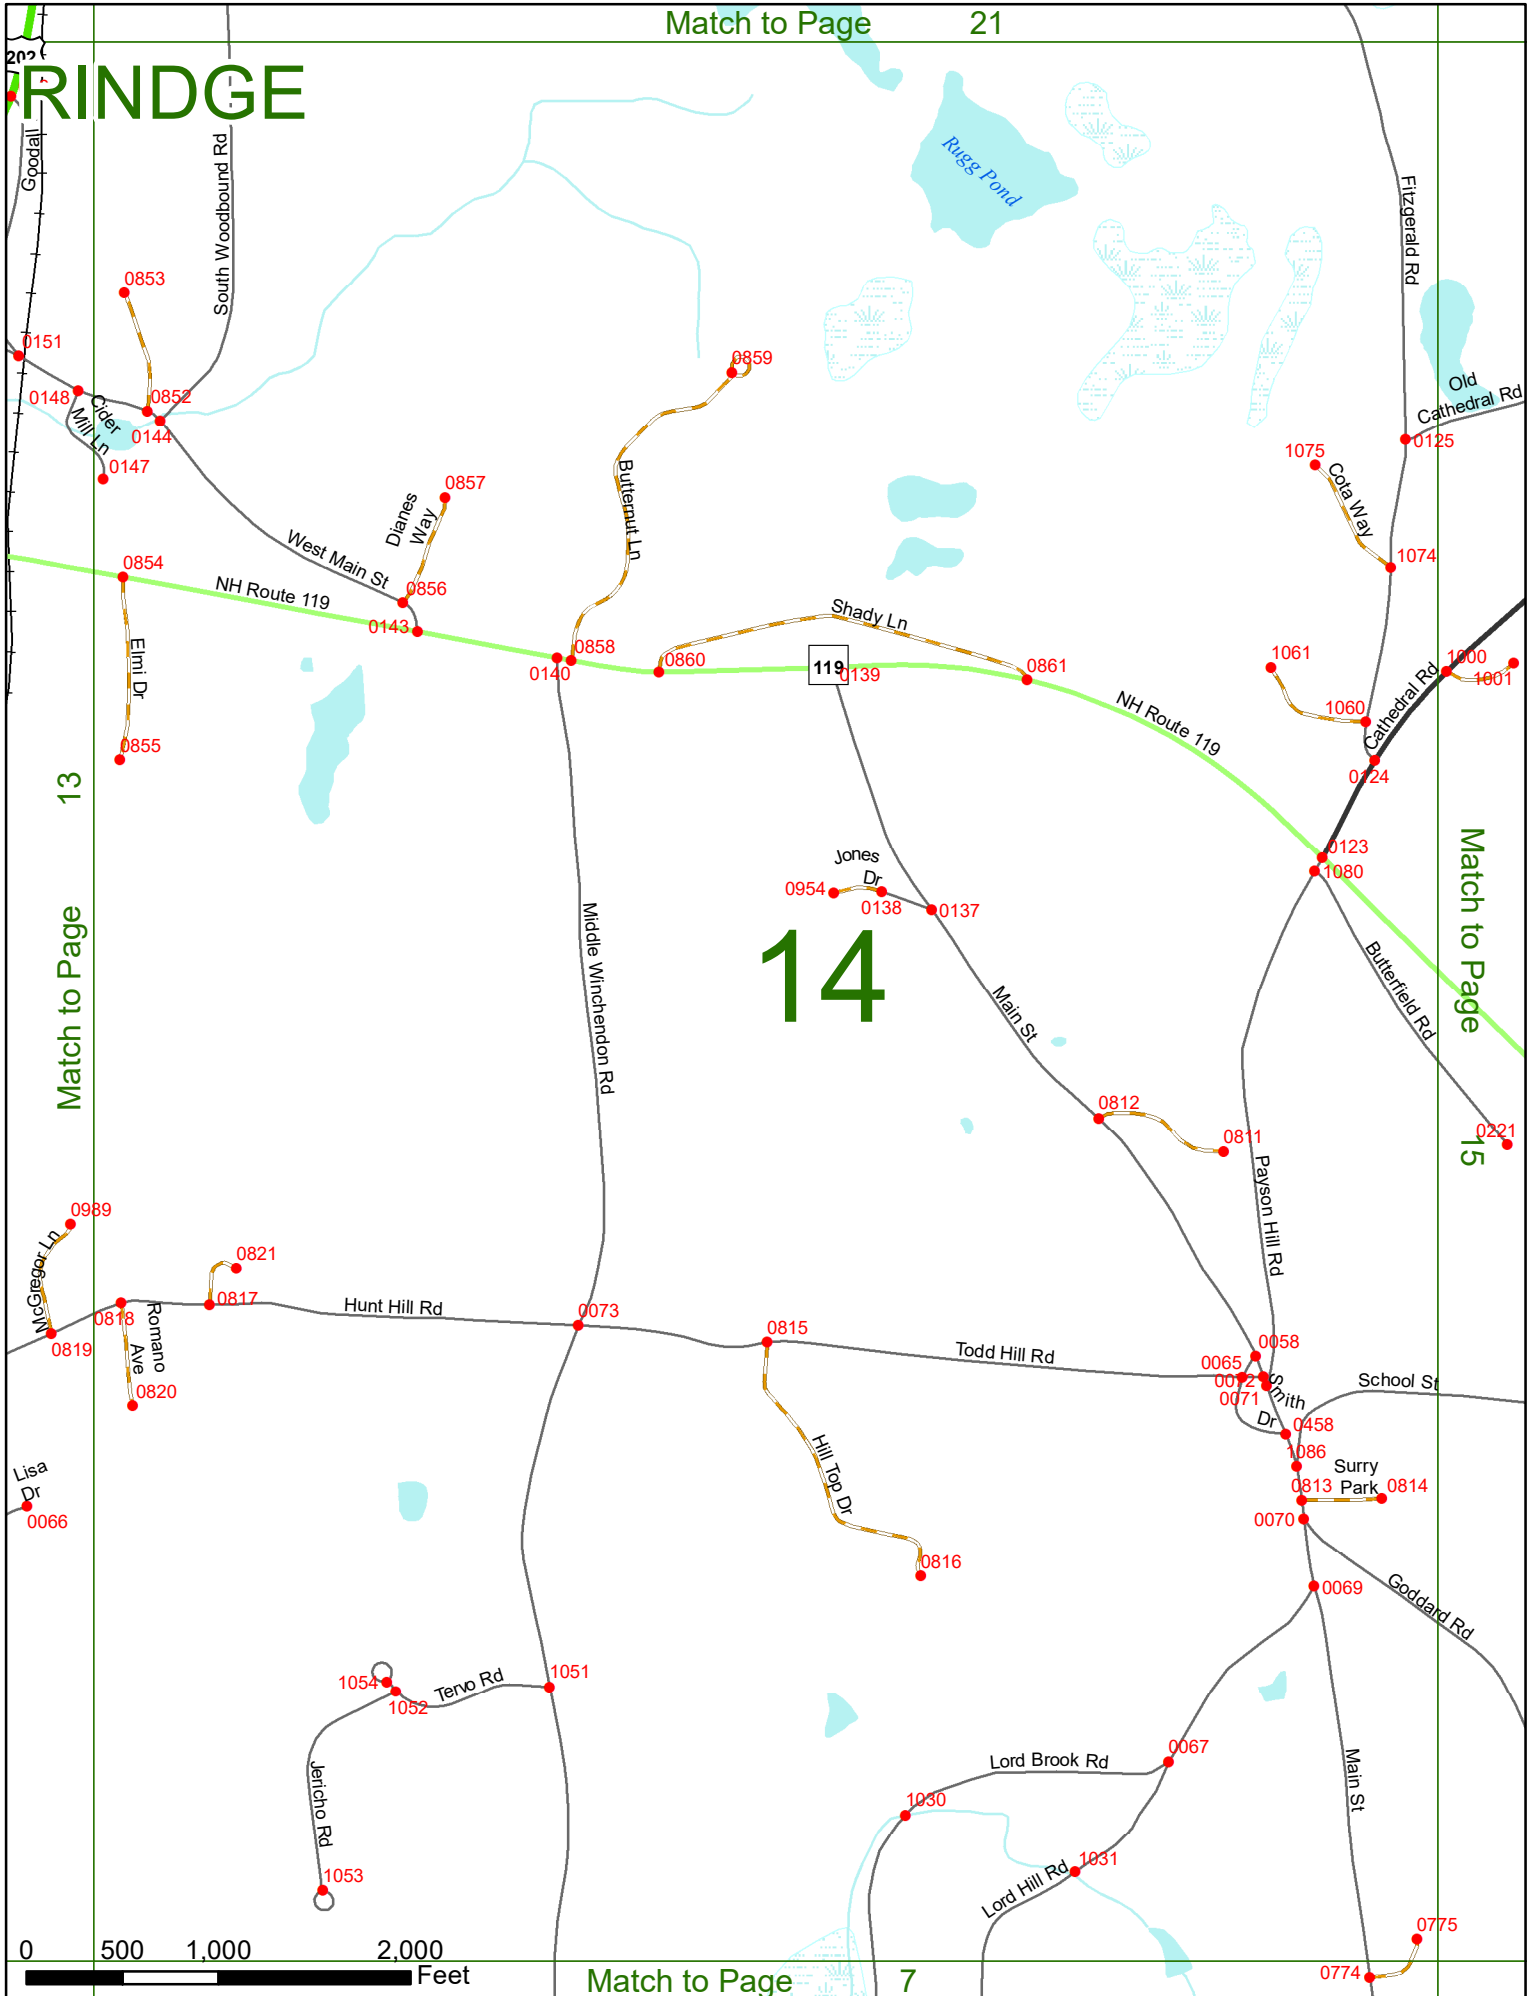 Match to Page 21
202
RINDGE
Goodall
South Woodbound Rd
Rugg Pond
Fitzgerald Rd
0853
0151
0859
0148
Cider
Mill Ln
0852
0144
0147
Old
Cathedral Rd
0125
1075
Cota Way
1074
Butternut Ln
Dianes
Way
0857
West Main St
0854
NH Route 119
0856
0143
Shady Ln
0858
0140
0860
119
0139
0861
Elmi Dr
0855
1061
1060
Cathedral Rd
1000
1001
NH Route 119
0124
13
Match to Page
0123
1080
Jones
Dr
0954
0138
0137
14
Middle Winchendon Rd
Main St
Butterfield Rd
Match to Page
15
0812
0811
0221
Payson Hill Rd
0989
McGregor Ln
0821
0817
0818
0819
Romano
Ave
0820
Hunt Hill Rd
0073
0815
Todd Hill Rd
0058
0065
0072
0071
Smith
Dr
School St
0458
1086
Surry
Park
0813
0814
0070
Lisa
Dr
0066
Hill Top Dr
0816
0069
Goddard Rd
1054
1052
Tervo Rd
1051
Jericho Rd
1053
Lord Brook Rd
0067
1030
1031
Lord Hill Rd
Main St
0775
0774
0 500 1,000 2,000
Feet
Match to Page 7